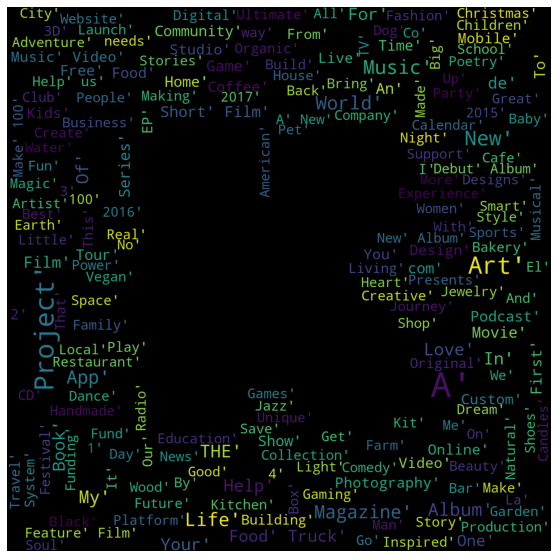 City' Website' 3D' Launch' Digital' Ultimate' All' For' Fashion' Christmas'
Community' way' From' Dog' Co' Children'
Adventure' needs' Studio' Organic' Live' TV' Time' Big' School' Mobile' To'
Music' Video' Stories' Game' Build' Music' Poetry'
Free' Food' Home' Coffee' House' An' Up' Great'
Help' us' Back' Bring' Made' Party'
Club' People' Making' 2017' World' de'
Kids' Business' EP' Short' Film' A' New' Company' Calendar' 2015' Baby'
Make' 100' Create' Of' Series' American' Pet' Night' New'
Water' Support' Cafe'
Fun' I' Debut' Album'
Magic' 3' More' Designs'
Artist' 100' Experience'
Best' This' 2016' Women' Smart' Musical'
Earth' Real' With' Style'
Little' No' You' New' Album' Sports'
Film' Tour' Design' Bakery'
Power' Living' com' Art' El'
Vegan' Heart' Presents'
Project' That' Space' Creative' Jewelry' And'
2' Family' Journey' Podcast'
Shop' Movie'
Local' Play' Love' In' First'
Restaurant' Original'
App' A' We'
CD' Dance' Games' Custom'
Handmade' Radio' Jazz' Dream' Shoes' Candles'
Unique' Kit' Me'
Travel' System' Festival' Book' Funding' Fund' Our' Save' Get' On' Natural'
1' It' Education' THE' Show' Farm' Online'
Day' News' Collection' Video' Beauty'
Good' 4' Light' Comedy'
My' Wood' By' Help' Box' Photography' Bar' Make' La'
Future' Kitchen' Gaming' Garden'
Black' Platform' Life' Building' Magazine' Man' Album' Story' Production'
Feature' Film' Food' Truck' Go' Inspired' One'
Soul' Your'